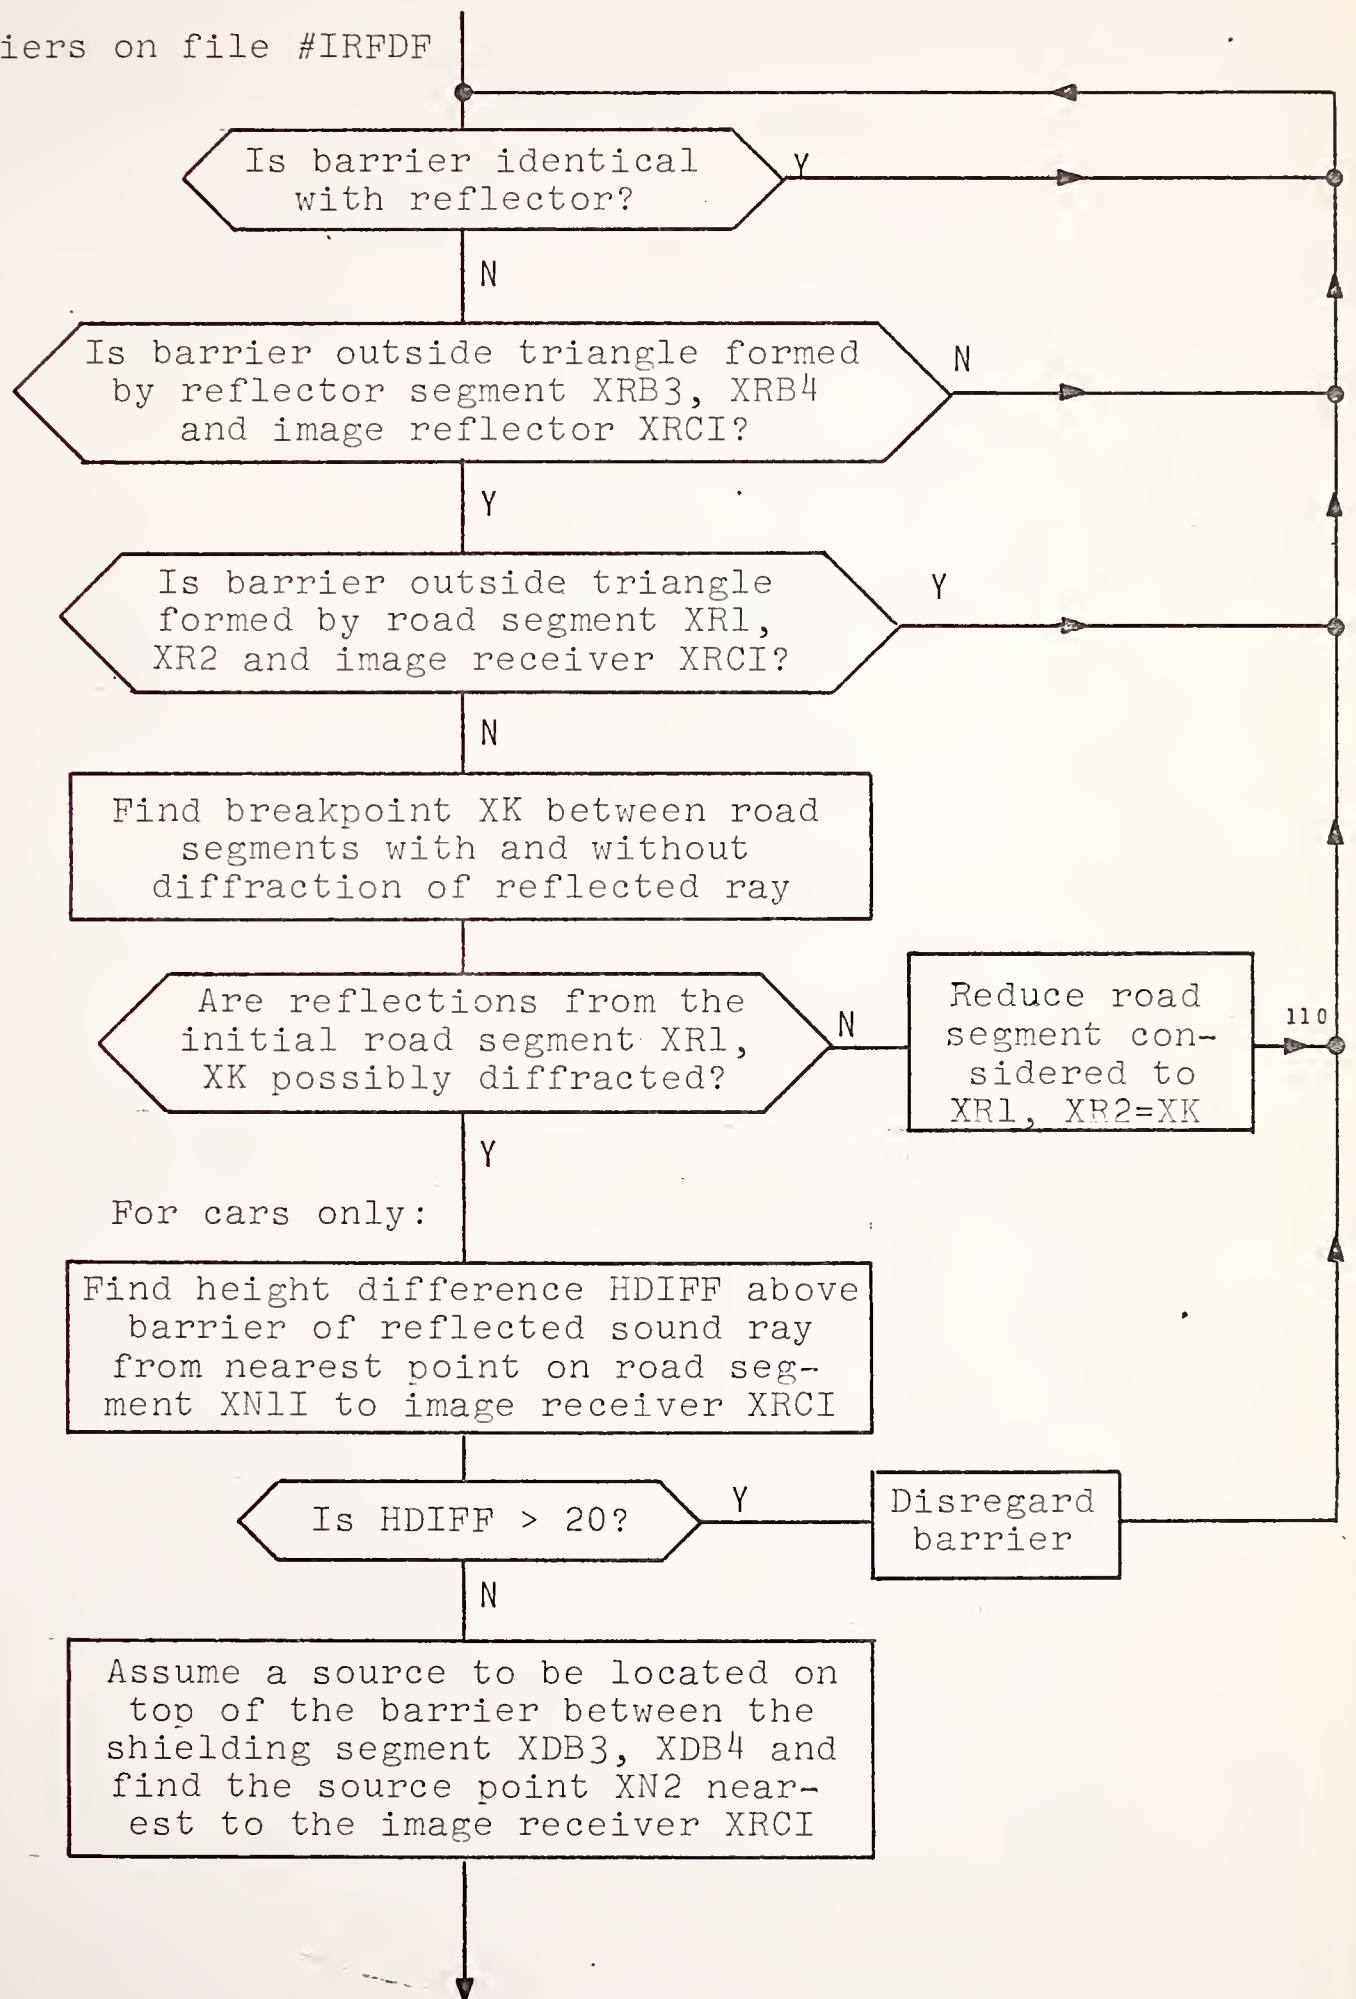 iers on file #IRFDF
Is barrier identical
with reflector?
Y
N
Is barrier outside triangle formed
by reflector segment XRB3, XRB4
and image reflector XRCI?
N
Y
Is barrier outside triangle
formed by road segment XR1,
XR2 and image receiver XRCI?
Y
N
Find breakpoint XK between road
segments with and without
diffraction of reflected ray
Are reflections from the
initial road segment XR1,
XK possibly diffracted?
N
Reduce road
segment con-
sidered to
XR1, XR2=XK
110
Y
For cars only:
Find height difference HDIFF above
barrier of reflected sound ray
from nearest point on road seg-
ment XN1I to image receiver XRCI
Is HDIFF > 20?
Y
Disregard
barrier
N
Assume a source to be located on
top of the barrier between the
shielding segment XDB3, XDB4 and
find the source point XN2 near-
est to the image receiver XRCI